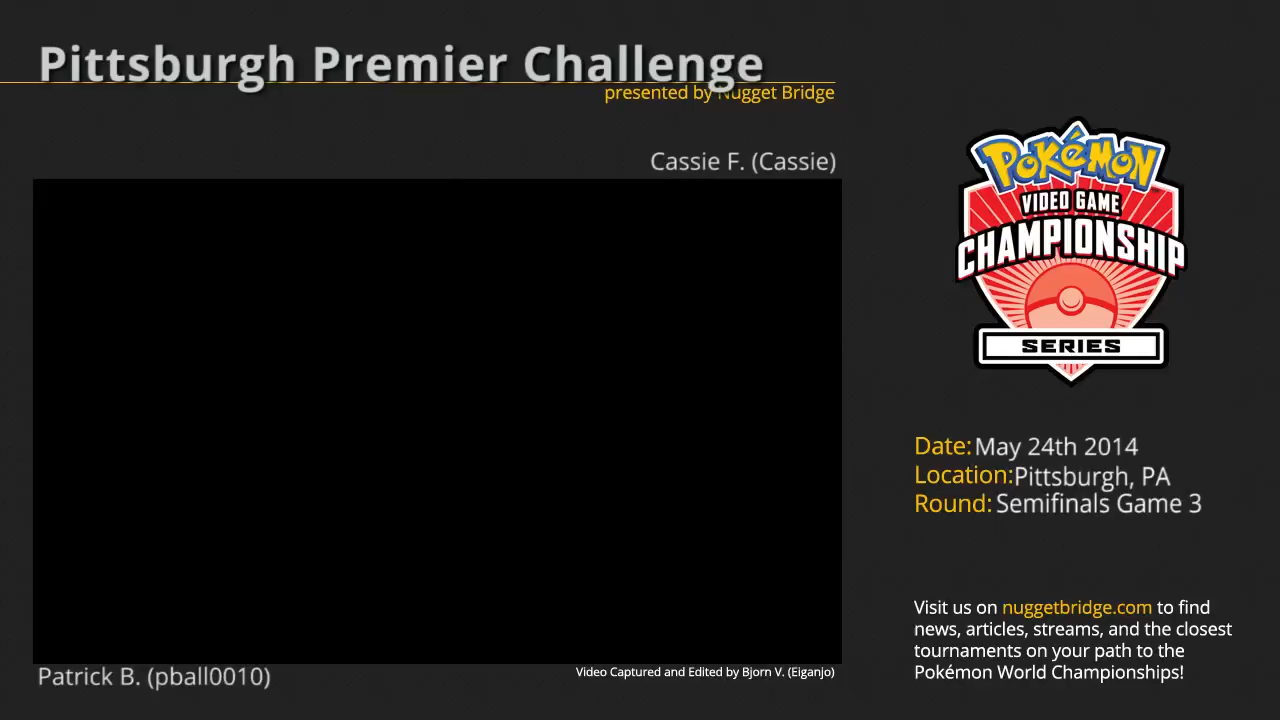 Pittsburgh Premier Challenge
presented by Nugget Bridge
Cassie F. (Cassie)
POKéMON
VIDEO GAME
CHAMPIONSHIP
SERIES
Date: May 24th 2014
Location: Pittsburgh, PA
Round: Semifinals Game 3
Visit us on nuggetbridge.com to find
news, articles, streams, and the closest
tournaments on your path to the
Pokémon World Championships!
Patrick B. (pball0010)
Video Captured and Edited by Bjorn V. (Eiganjo)